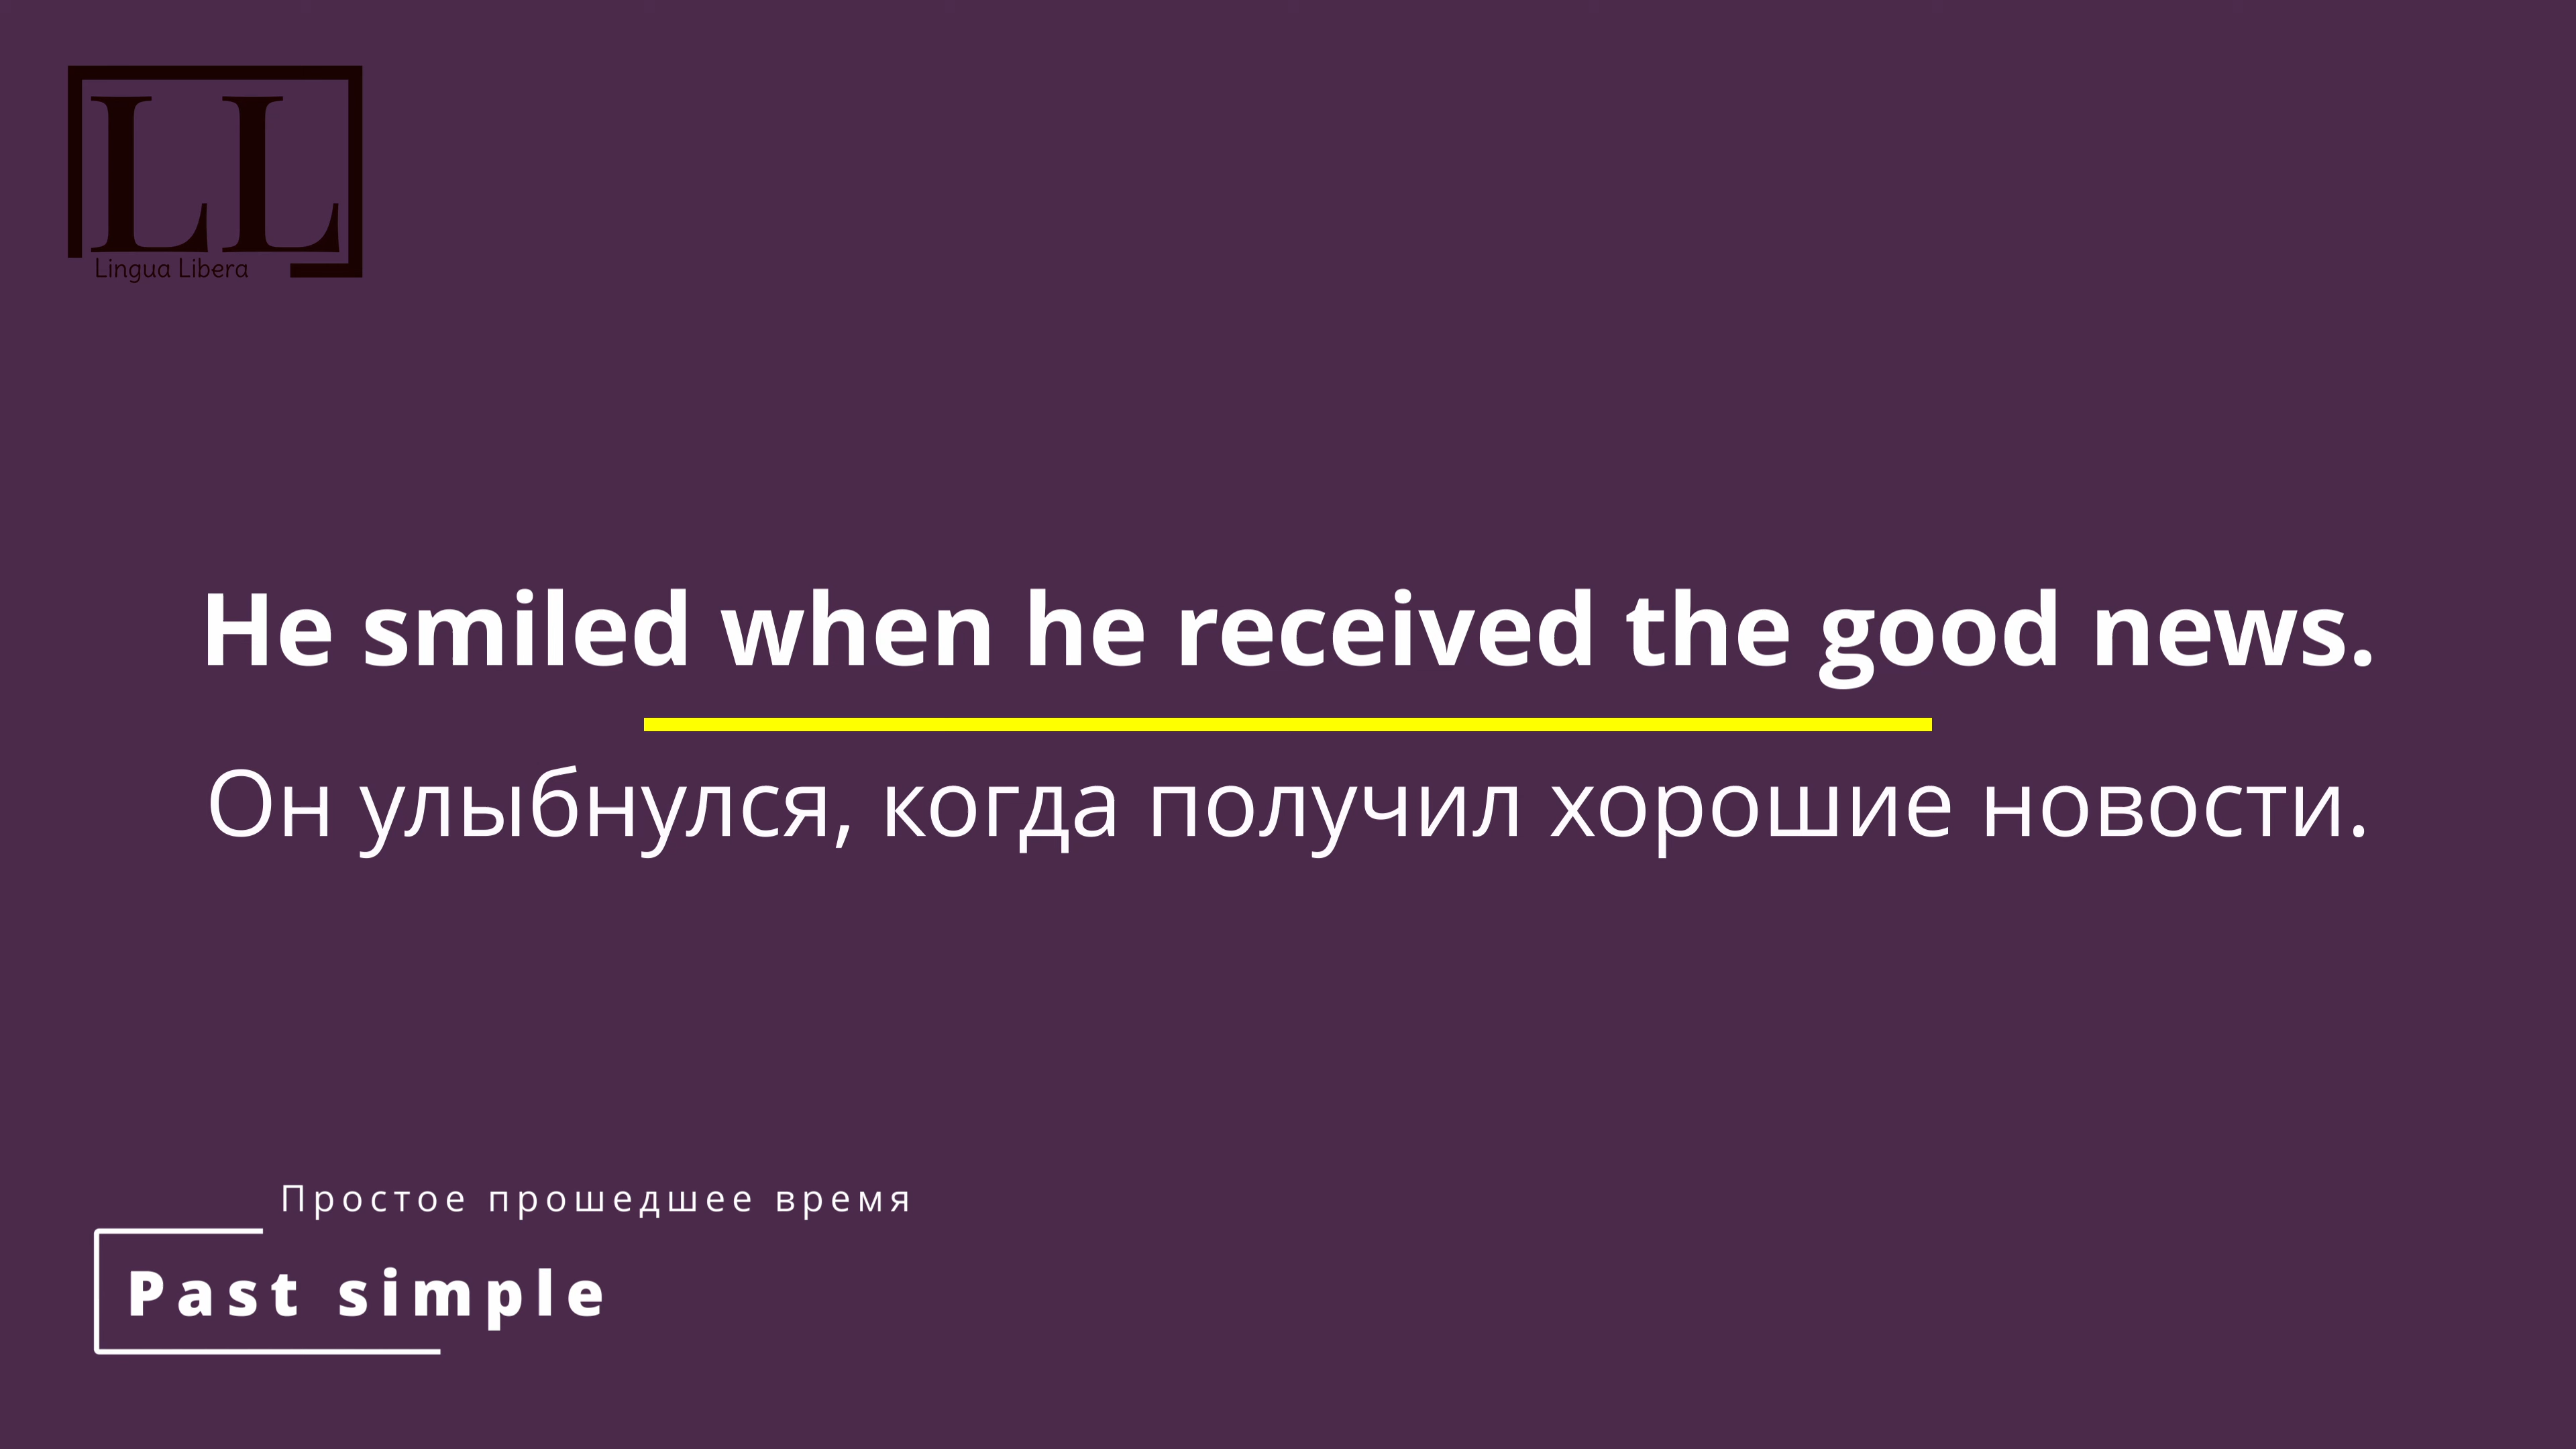 LL
Lingua Libera
He smiled when he received the good news.
Он улыбнулся, когда получил хорошие новости.
Простое прошедшее время
Past simple